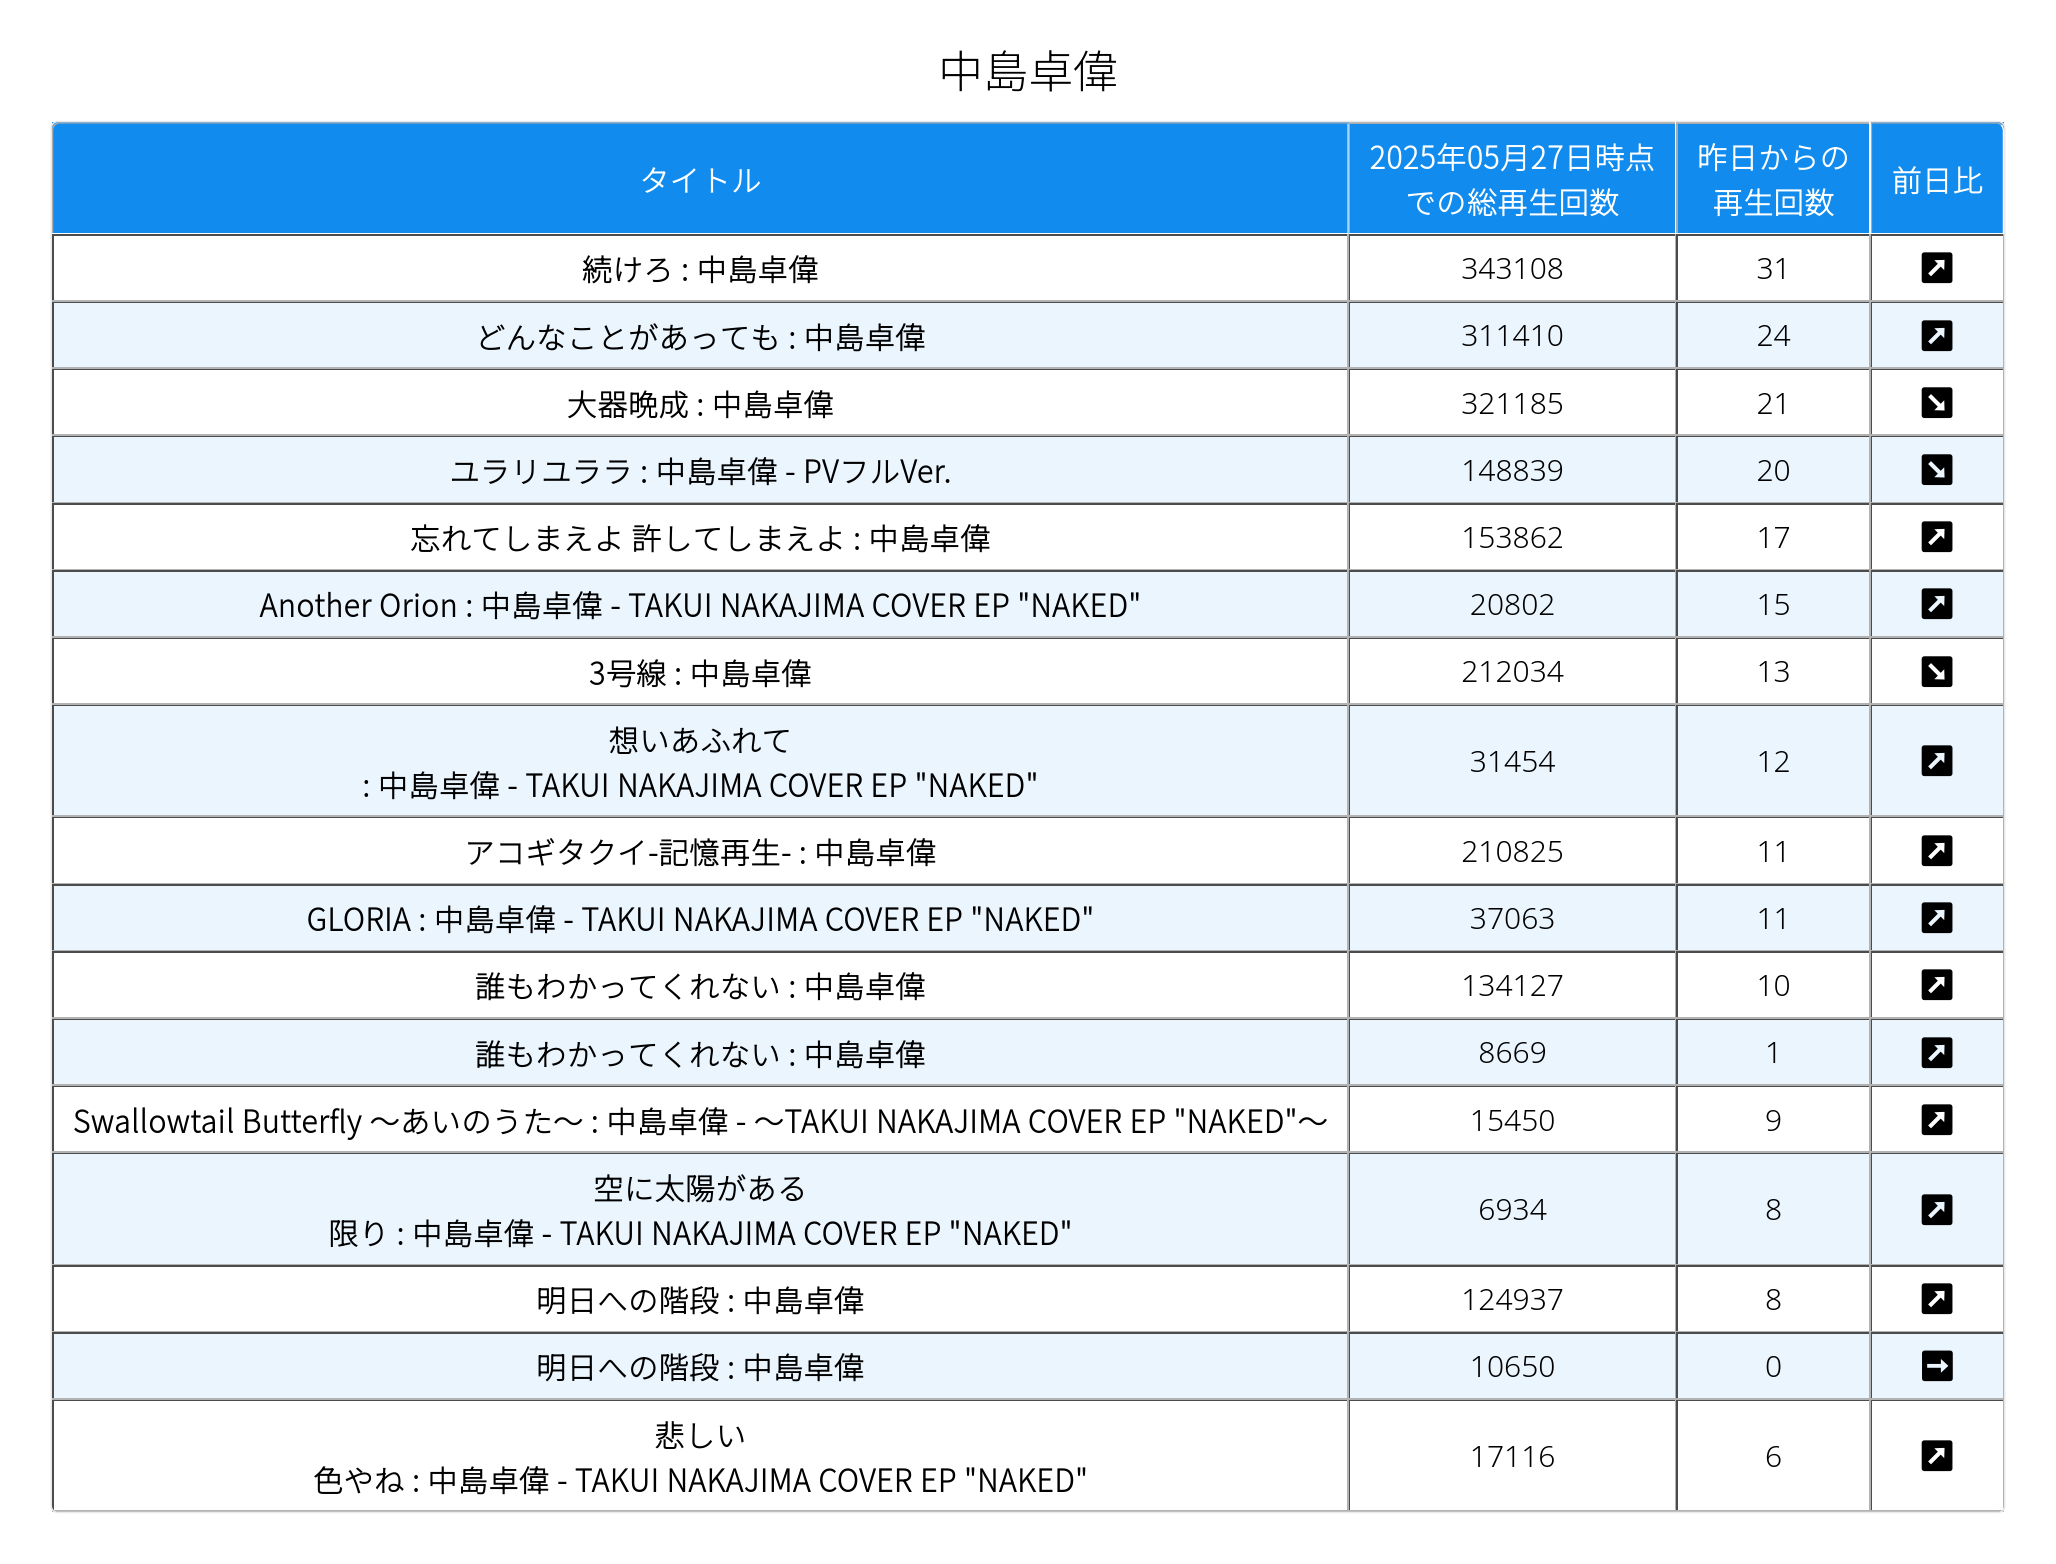 中島卓偉
タイトル
2025年05月27日時点
での総再生回数
昨日からの
再生回数
前日比
続けろ : 中島卓偉 343108 31
どんなことがあっても : 中島卓偉 311410 24
大器晩成 : 中島卓偉 321185 21
ユラリユララ : 中島卓偉 - PVフルVer. 148839 20
忘れてしまえよ 許してしまえよ : 中島卓偉 153862 17
Another Orion : 中島卓偉 - TAKUI NAKAJIMA COVER EP "NAKED" 20802 15
3号線 : 中島卓偉 212034 13
想いあふれて
: 中島卓偉 - TAKUI NAKAJIMA COVER EP "NAKED" 31454 12
アコギタクイ-記憶再生- : 中島卓偉 210825 11
GLORIA : 中島卓偉 - TAKUI NAKAJIMA COVER EP "NAKED" 37063 11
誰もわかってくれない : 中島卓偉 134127 10
誰もわかってくれない : 中島卓偉 8669 1
Swallowtail Butterfly ～あいのうた～ : 中島卓偉 - ～TAKUI NAKAJIMA COVER EP "NAKED"～ 15450 9
空に太陽がある
限り : 中島卓偉 - TAKUI NAKAJIMA COVER EP "NAKED" 6934 8
明日への階段 : 中島卓偉 124937 8
明日への階段 : 中島卓偉 10650 0
悲しい
色やね : 中島卓偉 - TAKUI NAKAJIMA COVER EP "NAKED" 17116 6